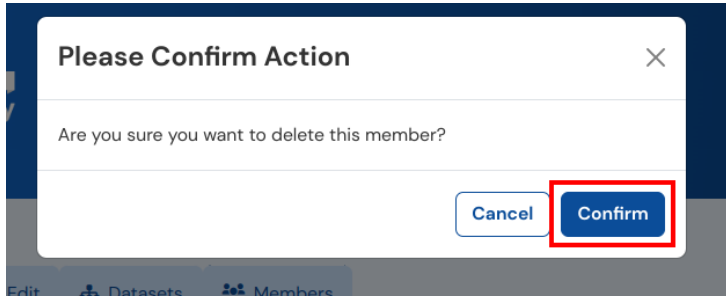 Please Confirm Action
Are you sure you want to delete this member?
Cancel Confirm
Edit Datasets Members